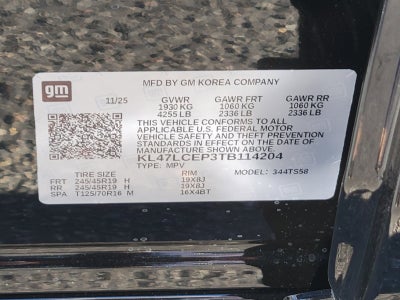 gm
MFD BY GM KOREA COMPANY
11/25 GVWR GAWR FRT GAWR RR
1930 KG 1060 KG 1060 KG
4255 LB 2336 LB 2336 LB
THIS VEHICLE CONFORMS TO ALL
APPLICABLE U.S. FEDERAL MOTOR
VEHICLE SAFETY AND THEFT PREVENTION
STANDARDS IN EFFECT ON THE DATE OF
MANUFACTURE SHOWN ABOVE.
KL47LCEP3TB114204
TYPE: MPV MODEL: 344TS58
TIRE SIZE RIM
FRT 245/45R19 H 19X8J
RR 245/45R19 H 19X8J
SPA T125/70R16 M 16X4BT